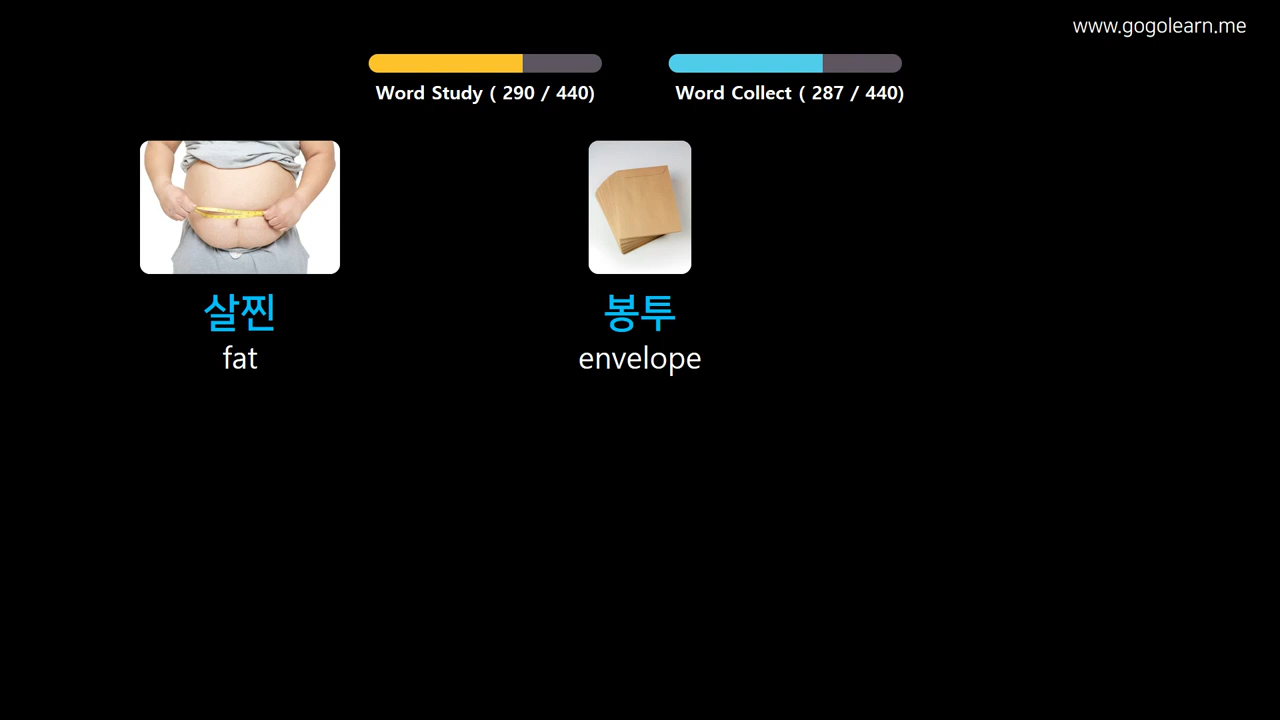 www.gogolearn.me
Word Study ( 290 / 440)
Word Collect ( 287 / 440)
살찐
fat
봉투
envelope